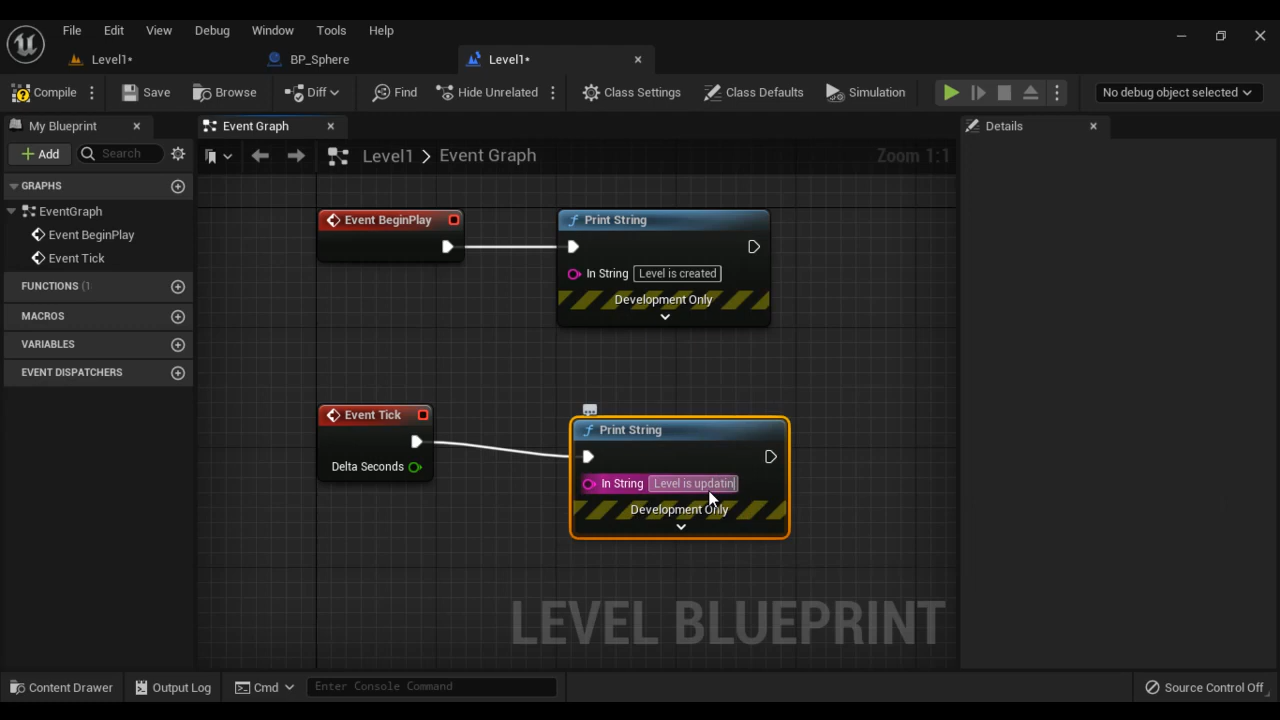 File Edit View Debug Window Tools Help
Level1• BP_Sphere Level1•
Compile Save Browse Diff Find Hide Unrelated Class Settings Class Defaults Simulation No debug object selected
My Blueprint Event Graph Details
Add Search Level1 > Event Graph Zoom 1:1
GRAPHS
EventGraph
Event BeginPlay
Event Tick
FUNCTIONS (1
MACROS
VARIABLES
EVENT DISPATCHERS
Event BeginPlay
Print String
In String Level is created
Development Only
Event Tick
Delta Seconds
Print String
In String Level is updatin
Development Only
LEVEL BLUEPRINT
Content Drawer Output Log Cmd Enter Console Command Source Control Off